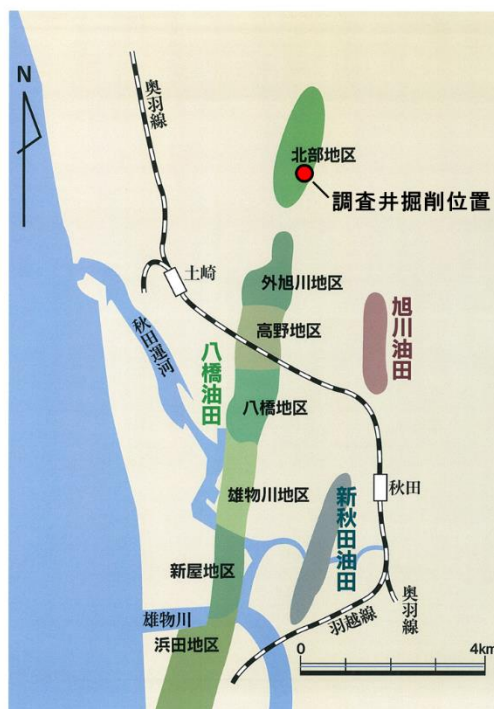 N
奥羽線
北部地区
調査井掘削位置
土崎
外旭川地区
秋田運河
高野地区
旭川油田
八橋油田
八橋地区
秋田
雄物川地区
新秋田油田
新屋地区
雄物川
浜田地区
羽越線
奥羽線
0 4km